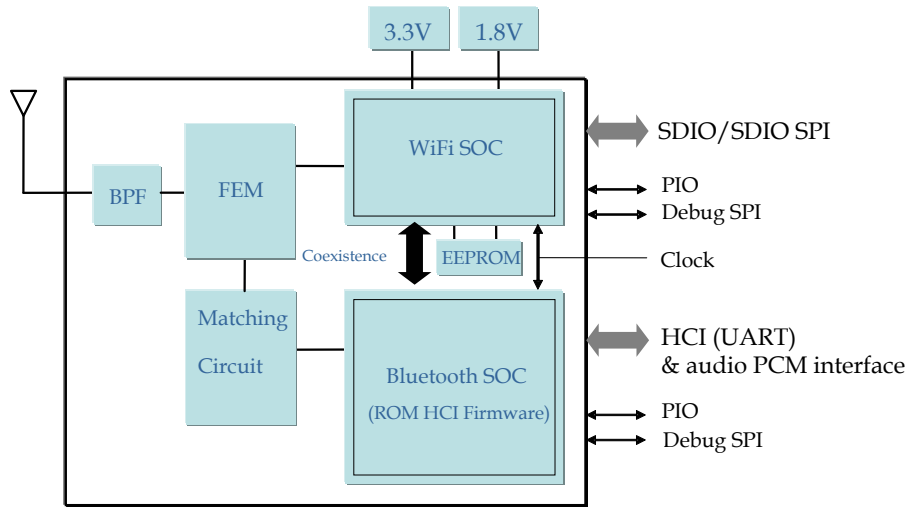 3.3V
1.8V
WiFi SOC
SDIO/SDIO SPI
BPF
FEM
PIO
Debug SPI
Coexistence
EEPROM
Clock
Matching
Circuit
HCI (UART)
& audio PCM interface
Bluetooth SOC
(ROM HCI Firmware)
PIO
Debug SPI